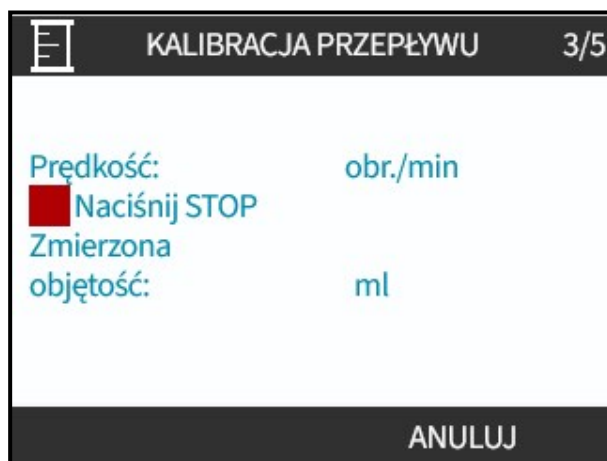 KALIBRACJA PRZEPŁYWU 3/5
Prędkość: obr./min
Naciśnij STOP
Zmierzona
objętość: ml
ANULUJ